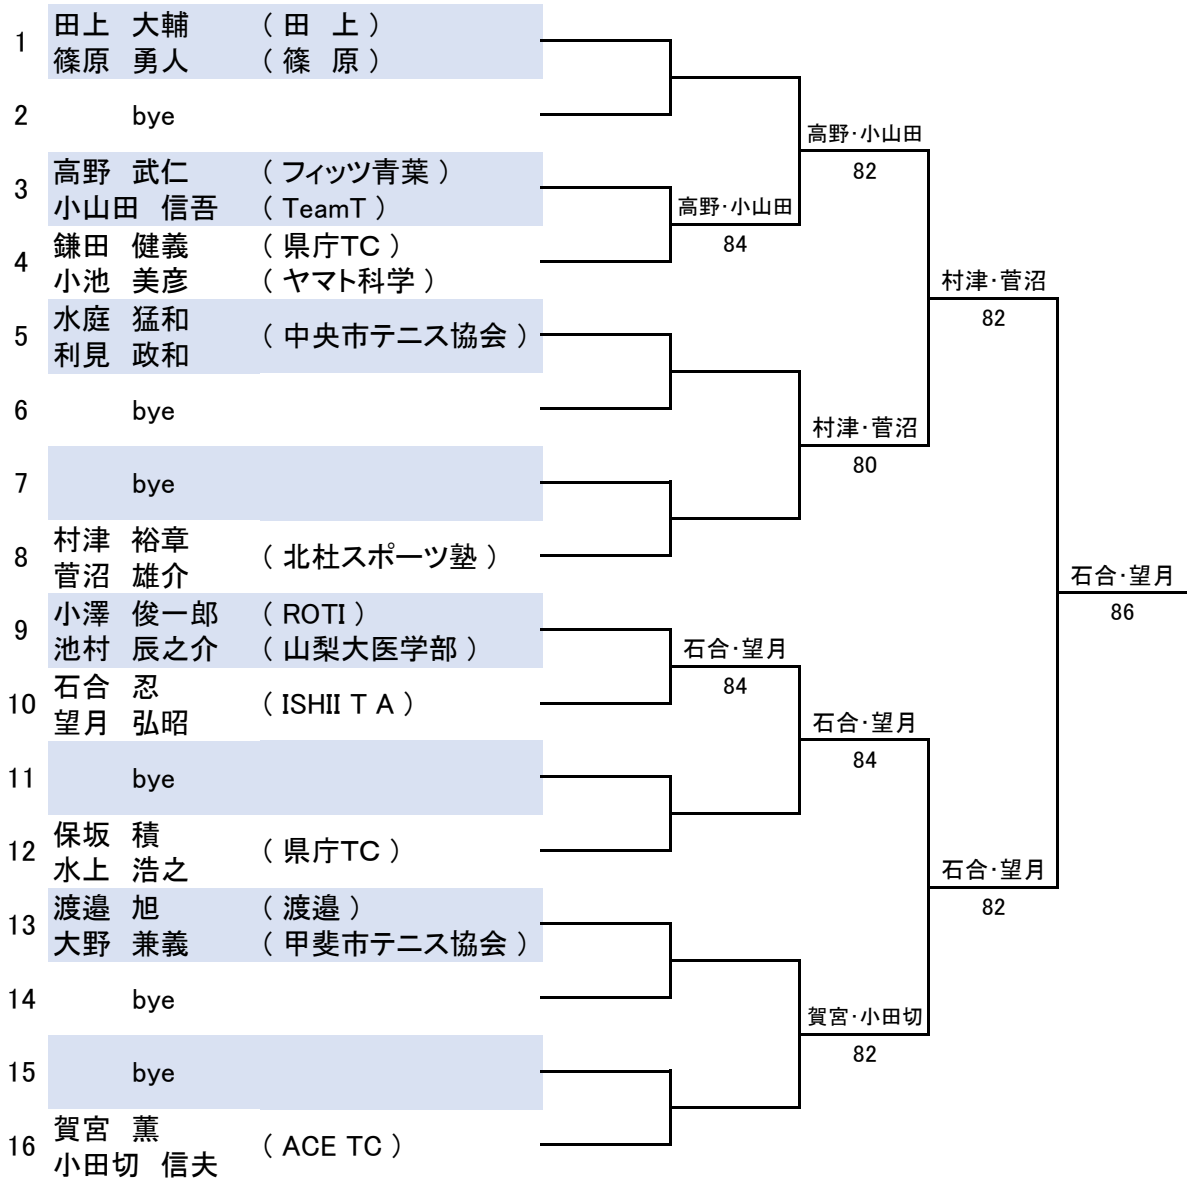 1 田上 大輔 ( 田 上 )
篠原 勇人 ( 篠 原 )
2 bye
高野・小山田
82
3 高野 武仁 ( フィッツ青葉 )
小山田 信吾 ( TeamT )
高野・小山田
84
4 鎌田 健義 ( 県庁TC )
小池 美彦 ( ヤマト科学 )
村津・菅沼
82
5 水庭 猛和
利見 政和
( 中央市テニス協会 )
6 bye
村津・菅沼
80
7 bye
8 村津 裕章
菅沼 雄介
( 北杜スポーツ塾 )
石合・望月
86
9 小澤 俊一郎 ( ROTI )
池村 辰之介 ( 山梨大医学部 )
石合・望月
84
10 石合 忍
望月 弘昭
( ISHII T A )
石合・望月
84
11 bye
12 保坂 積
水上 浩之
( 県庁TC )
石合・望月
82
13 渡邉 旭 ( 渡邉 )
大野 兼義 ( 甲斐市テニス協会 )
14 bye
賀宮・小田切
82
15 bye
16 賀宮 薫
小田切 信夫
( ACE TC )